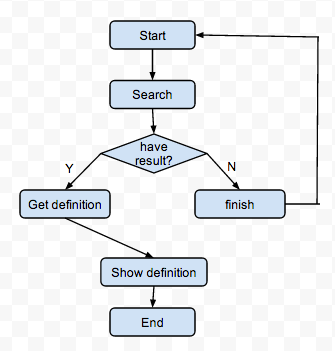 Start
Search
have
result?
Y
N
Get definition
finish
Show definition
End